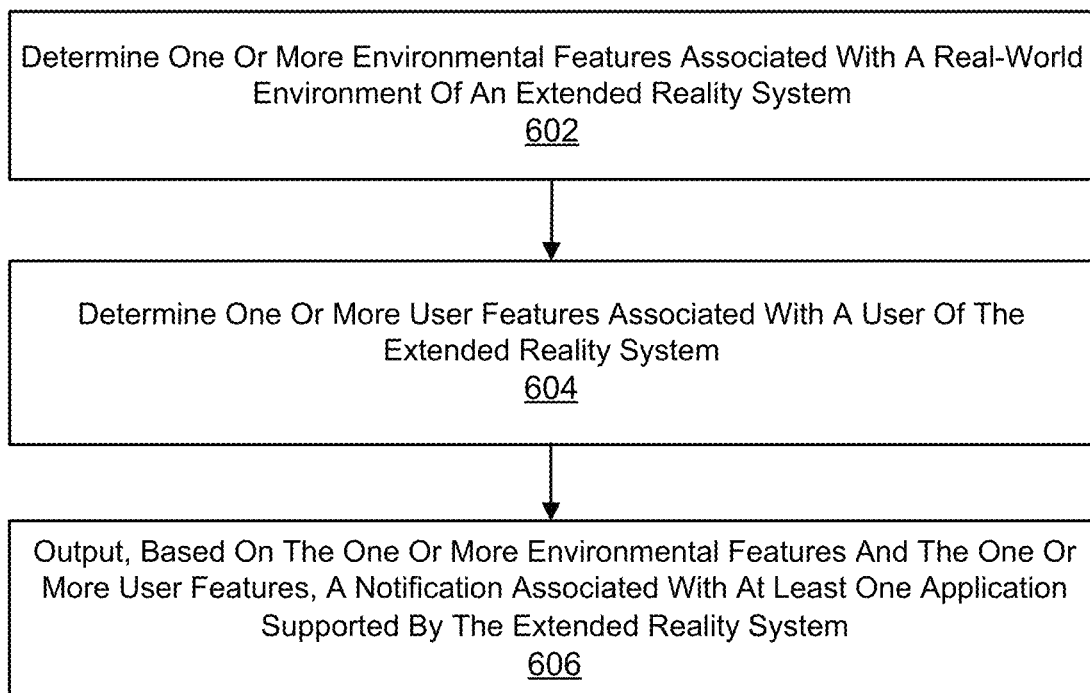 Determine One Or More Environmental Features Associated With A Real-World
Environment Of An Extended Reality System
602
Determine One Or More User Features Associated With A User Of The
Extended Reality System
604
Output, Based On The One Or More Environmental Features And The One Or
More User Features, A Notification Associated With At Least One Application
Supported By The Extended Reality System
606